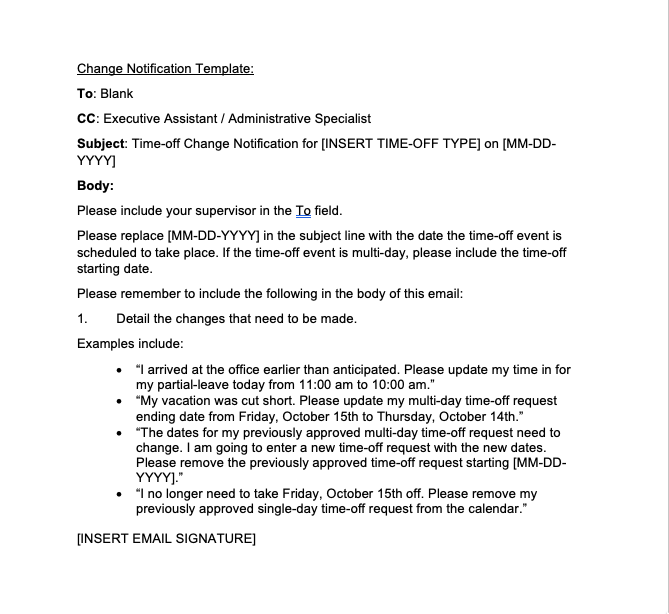 Change Notification Template:
To: Blank
CC: Executive Assistant / Administrative Specialist
Subject: Time-off Change Notification for [INSERT TIME-OFF TYPE] on [MM-DD-
YYYY]
Body:
Please include your supervisor in the To field.
Please replace [MM-DD-YYYY] in the subject line with the date the time-off event is
scheduled to take place. If the time-off event is multi-day, please include the time-off
starting date.
Please remember to include the following in the body of this email:
1. Detail the changes that need to be made.
Examples include:
• “I arrived at the office earlier than anticipated. Please update my time in for
my partial-leave today from 11:00 am to 10:00 am.”
• “My vacation was cut short. Please update my multi-day time-off request
ending date from Friday, October 15th to Thursday, October 14th.”
• “The dates for my previously approved multi-day time-off request need to
change. I am going to enter a new time-off request with the new dates.
Please remove the previously approved time-off request starting [MM-DD-
YYYY].”
• “I no longer need to take Friday, October 15th off. Please remove my
previously approved single-day time-off request from the calendar.”
[INSERT EMAIL SIGNATURE]